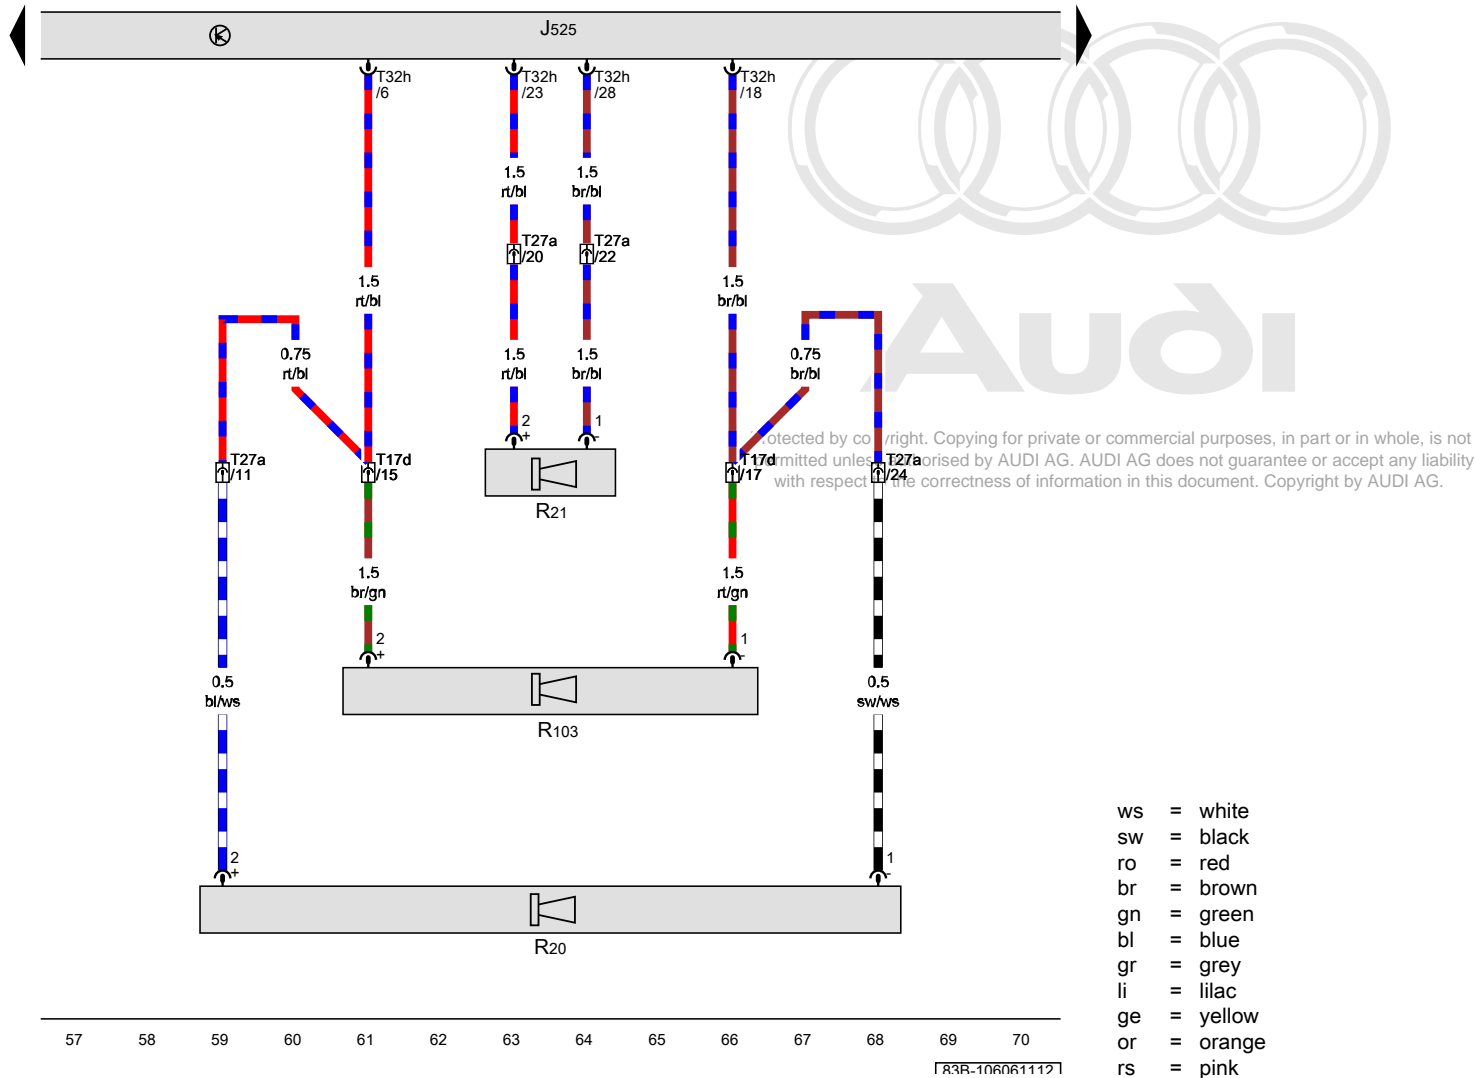 J525
T32h
/6
T32h
/23
T32h
/28
T32h
/18
1.5
rt/bl
1.5
br/bl
T27a
/20
T27a
/22
1.5
rt/bl
1.5
br/bl
0.75
rt/bl
1.5
rt/bl
1.5
br/bl
0.75
br/bl
Audi
2
+
1
-
copyright. Copying for private or commercial purposes, in part or in whole, is not
permitted unless authorised by AUDI AG. AUDI AG does not guarantee or accept any liability
with respect the correctness of information in this document. Copyright by AUDI AG.
T27a
/11
T17d
/15
T17d
/17
T27a
/24
R21
1.5
br/gn
1.5
rt/gn
2
+
1
-
0.5
bl/ws
0.5
sw/ws
R103
2
+
1
-
R20
ws = white
sw = black
ro = red
br = brown
gn = green
bl = blue
gr = grey
li = lilac
ge = yellow
or = orange
rs = pink
57 58 59 60 61 62 63 64 65 66 67 68 69 70
83B-106061112